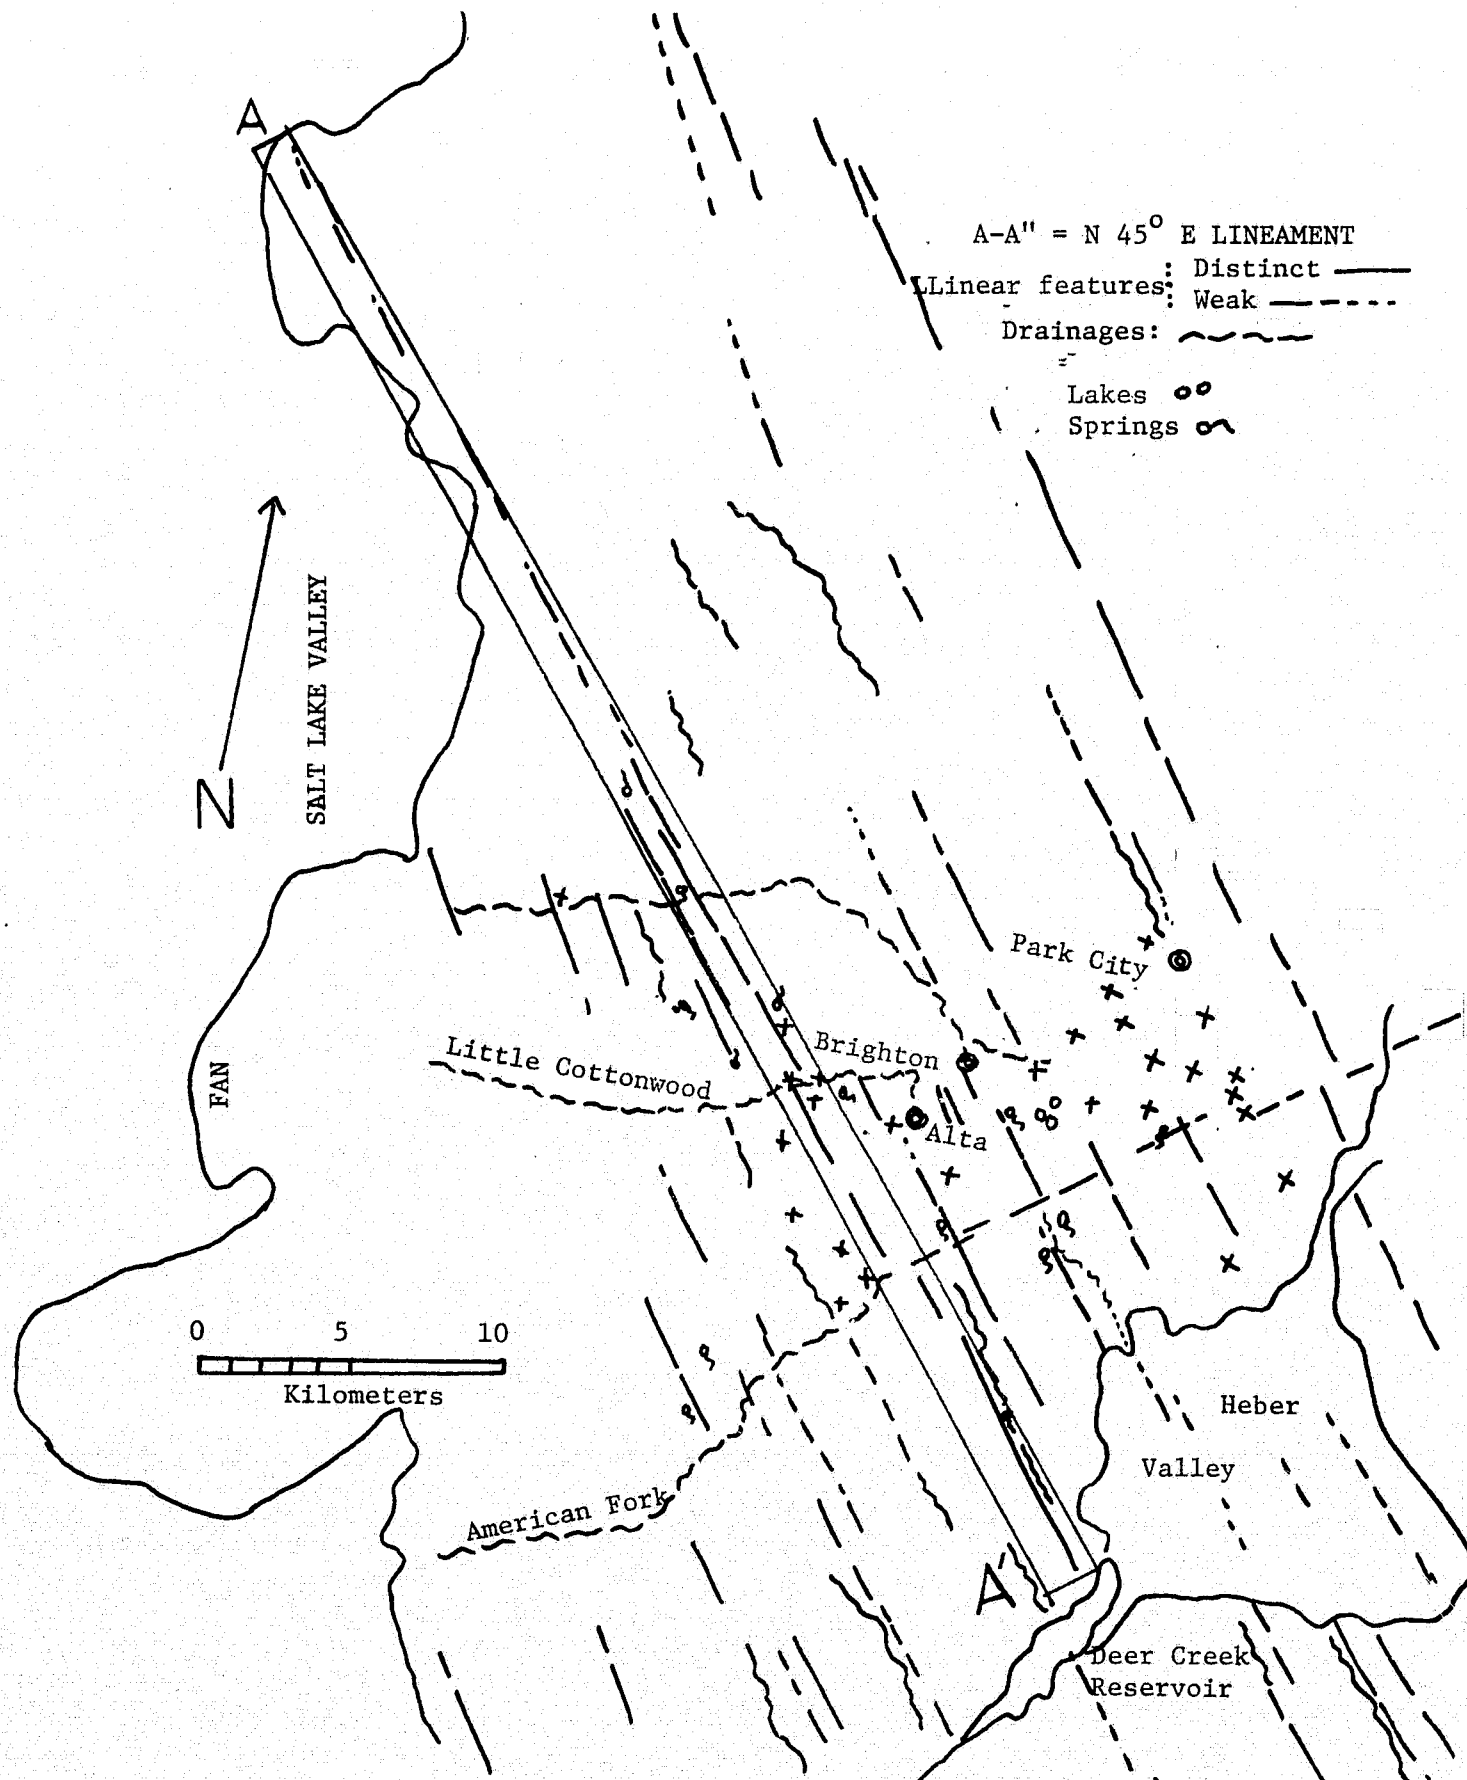 A
A-A" = N 45° E LINEAMENT
LLinear features: : Distinct
: Weak
Drainages:
Lakes
Springs
SALT LAKE VALLEY
N
Park City
Brighton
Little Cottonwood
Alta
FAN
0 5 10
Kilometers
Heber
Valley
American Fork
A'
Deer Creek
Reservoir